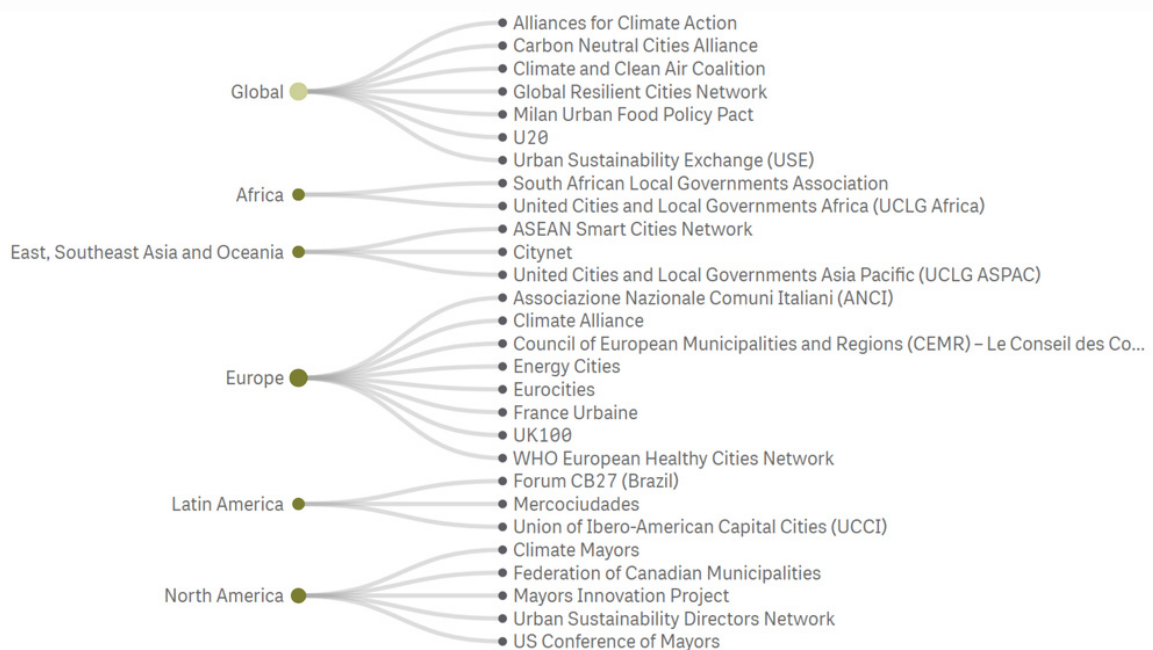 Global
Alliances for Climate Action
Carbon Neutral Cities Alliance
Climate and Clean Air Coalition
Global Resilient Cities Network
Milan Urban Food Policy Pact
U20
Urban Sustainability Exchange (USE)
Africa
South African Local Governments Association
United Cities and Local Governments Africa (UCLG Africa)
East, Southeast Asia and Oceania
ASEAN Smart Cities Network
Citynet
United Cities and Local Governments Asia Pacific (UCLG ASPAC)
Europe
Associazione Nazionale Comuni Italiani (ANCI)
Climate Alliance
Council of European Municipalities and Regions (CEMR) – Le Conseil des Co...
Energy Cities
Eurocities
France Urbaine
UK100
WHO European Healthy Cities Network
Latin America
Forum CB27 (Brazil)
Mercociudades
Union of Ibero-American Capital Cities (UCCI)
North America
Climate Mayors
Federation of Canadian Municipalities
Mayors Innovation Project
Urban Sustainability Directors Network
US Conference of Mayors